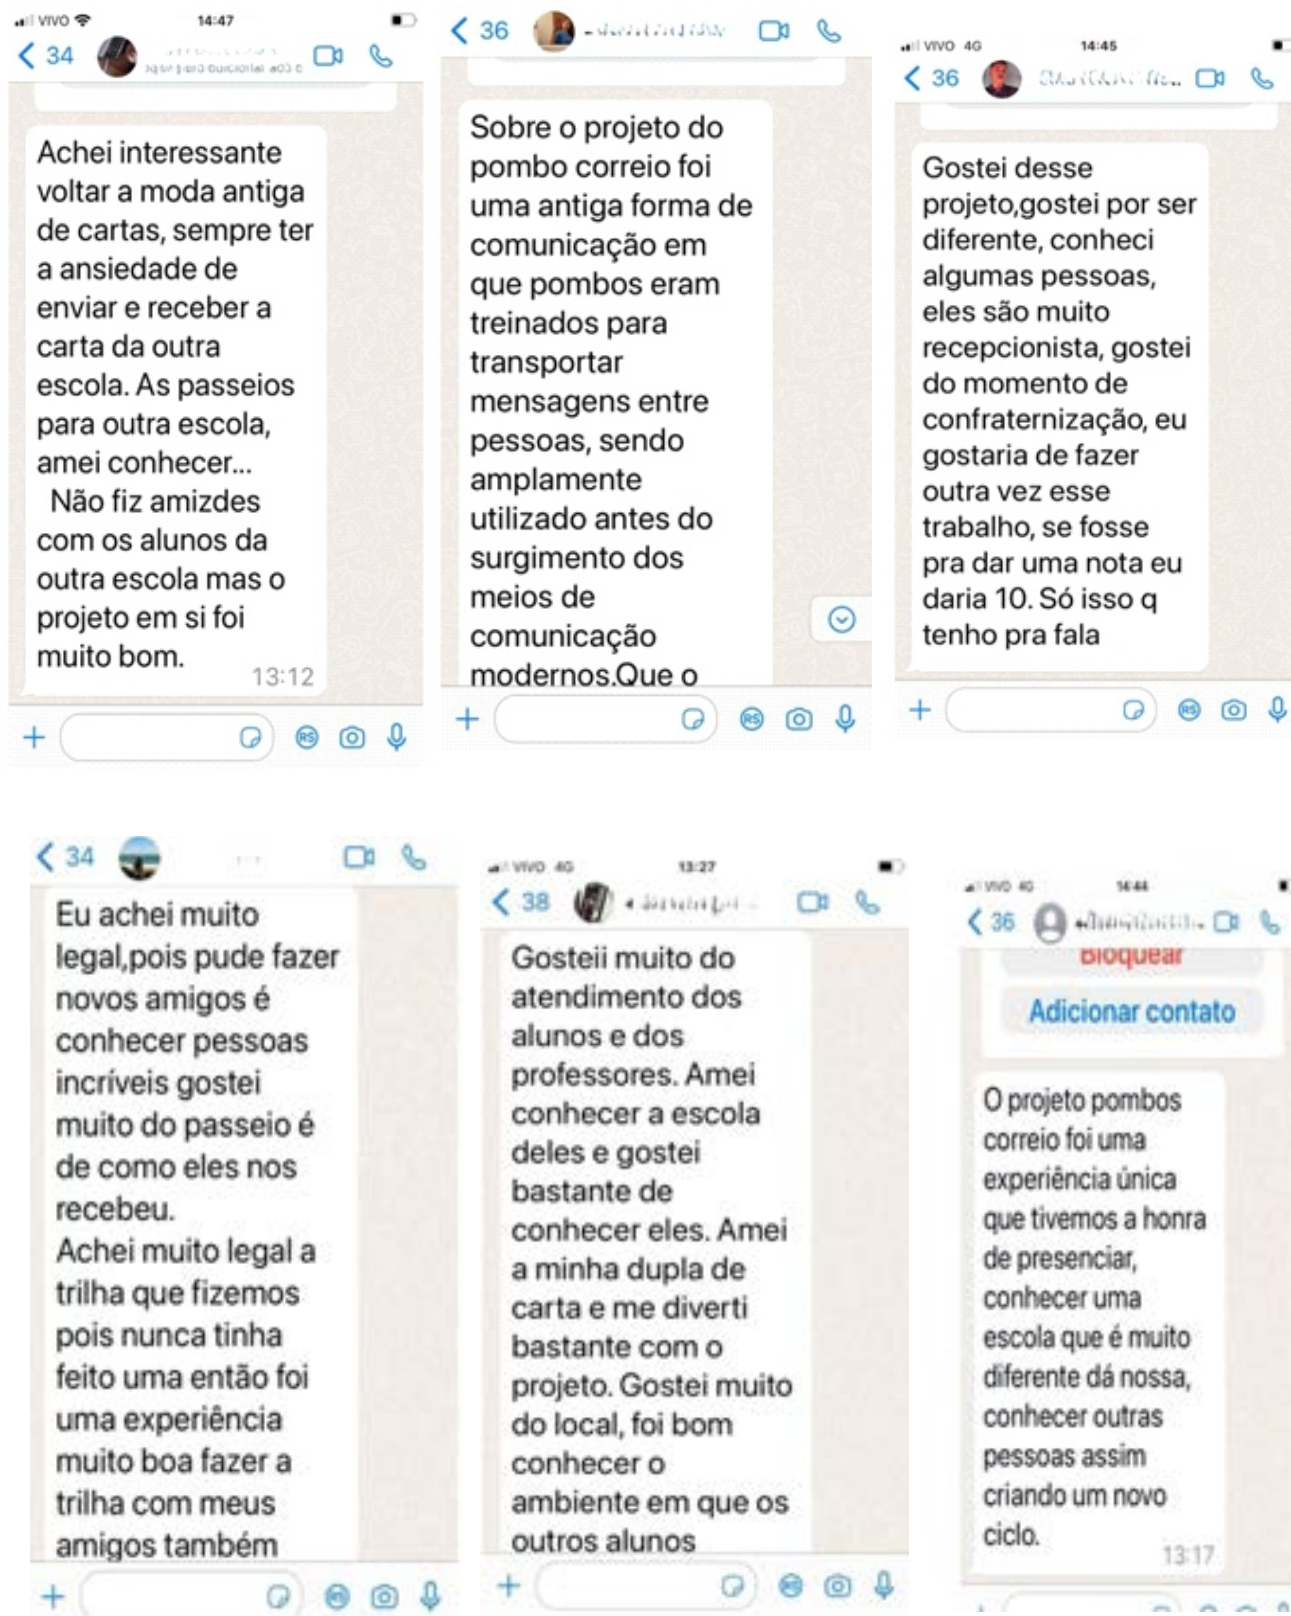 VIVO
14:47
34
Achei interessante
voltar a moda antiga
de cartas, sempre ter
a ansiedade de
enviar e receber a
carta da outra
escola. As passeios
para outra escola,
amei conhecer...
Não fiz amizdes
com os alunos da
outra escola mas o
projeto em si foi
muito bom.
13:12
RS
36
Sobre o projeto do
pombo correio foi
uma antiga forma de
comunicação em
que pombos eram
treinados para
transportar
mensagens entre
pessoas, sendo
amplamente
utilizado antes do
surgimento dos
meios de
comunicação
modernos.Que o
RS
VIVO 4G
14:45
36
Gostei desse
projeto,gostei por ser
diferente, conheci
algumas pessoas,
eles são muito
recepcionista, gostei
do momento de
confraternização, eu
gostaria de fazer
outra vez esse
trabalho, se fosse
pra dar uma nota eu
daria 10. Só isso q
tenho pra fala
RS
34
Eu achei muito
legal,pois pude fazer
novos amigos é
conhecer pessoas
incríveis gostei
muito do passeio é
de como eles nos
recebeu.
Achei muito legal a
trilha que fizemos
pois nunca tinha
feito uma então foi
uma experiência
muito boa fazer a
trilha com meus
amigos também
RS
VIVO 4G
13:27
38
Gosteii muito do
atendimento dos
alunos e dos
professores. Amei
conhecer a escola
deles e gostei
bastante de
conhecer eles. Amei
a minha dupla de
carta e me diverti
bastante com o
projeto. Gostei muito
do local, foi bom
conhecer o
ambiente em que os
outros alunos
RS
VIVO 4G
14:44
36
Bloquear
Adicionar contato
O projeto pombos
correio foi uma
experiência única
que tivemos a honra
de presenciar,
conhecer uma
escola que é muito
diferente dá nossa,
conhecer outras
pessoas assim
criando um novo
ciclo.
13:17